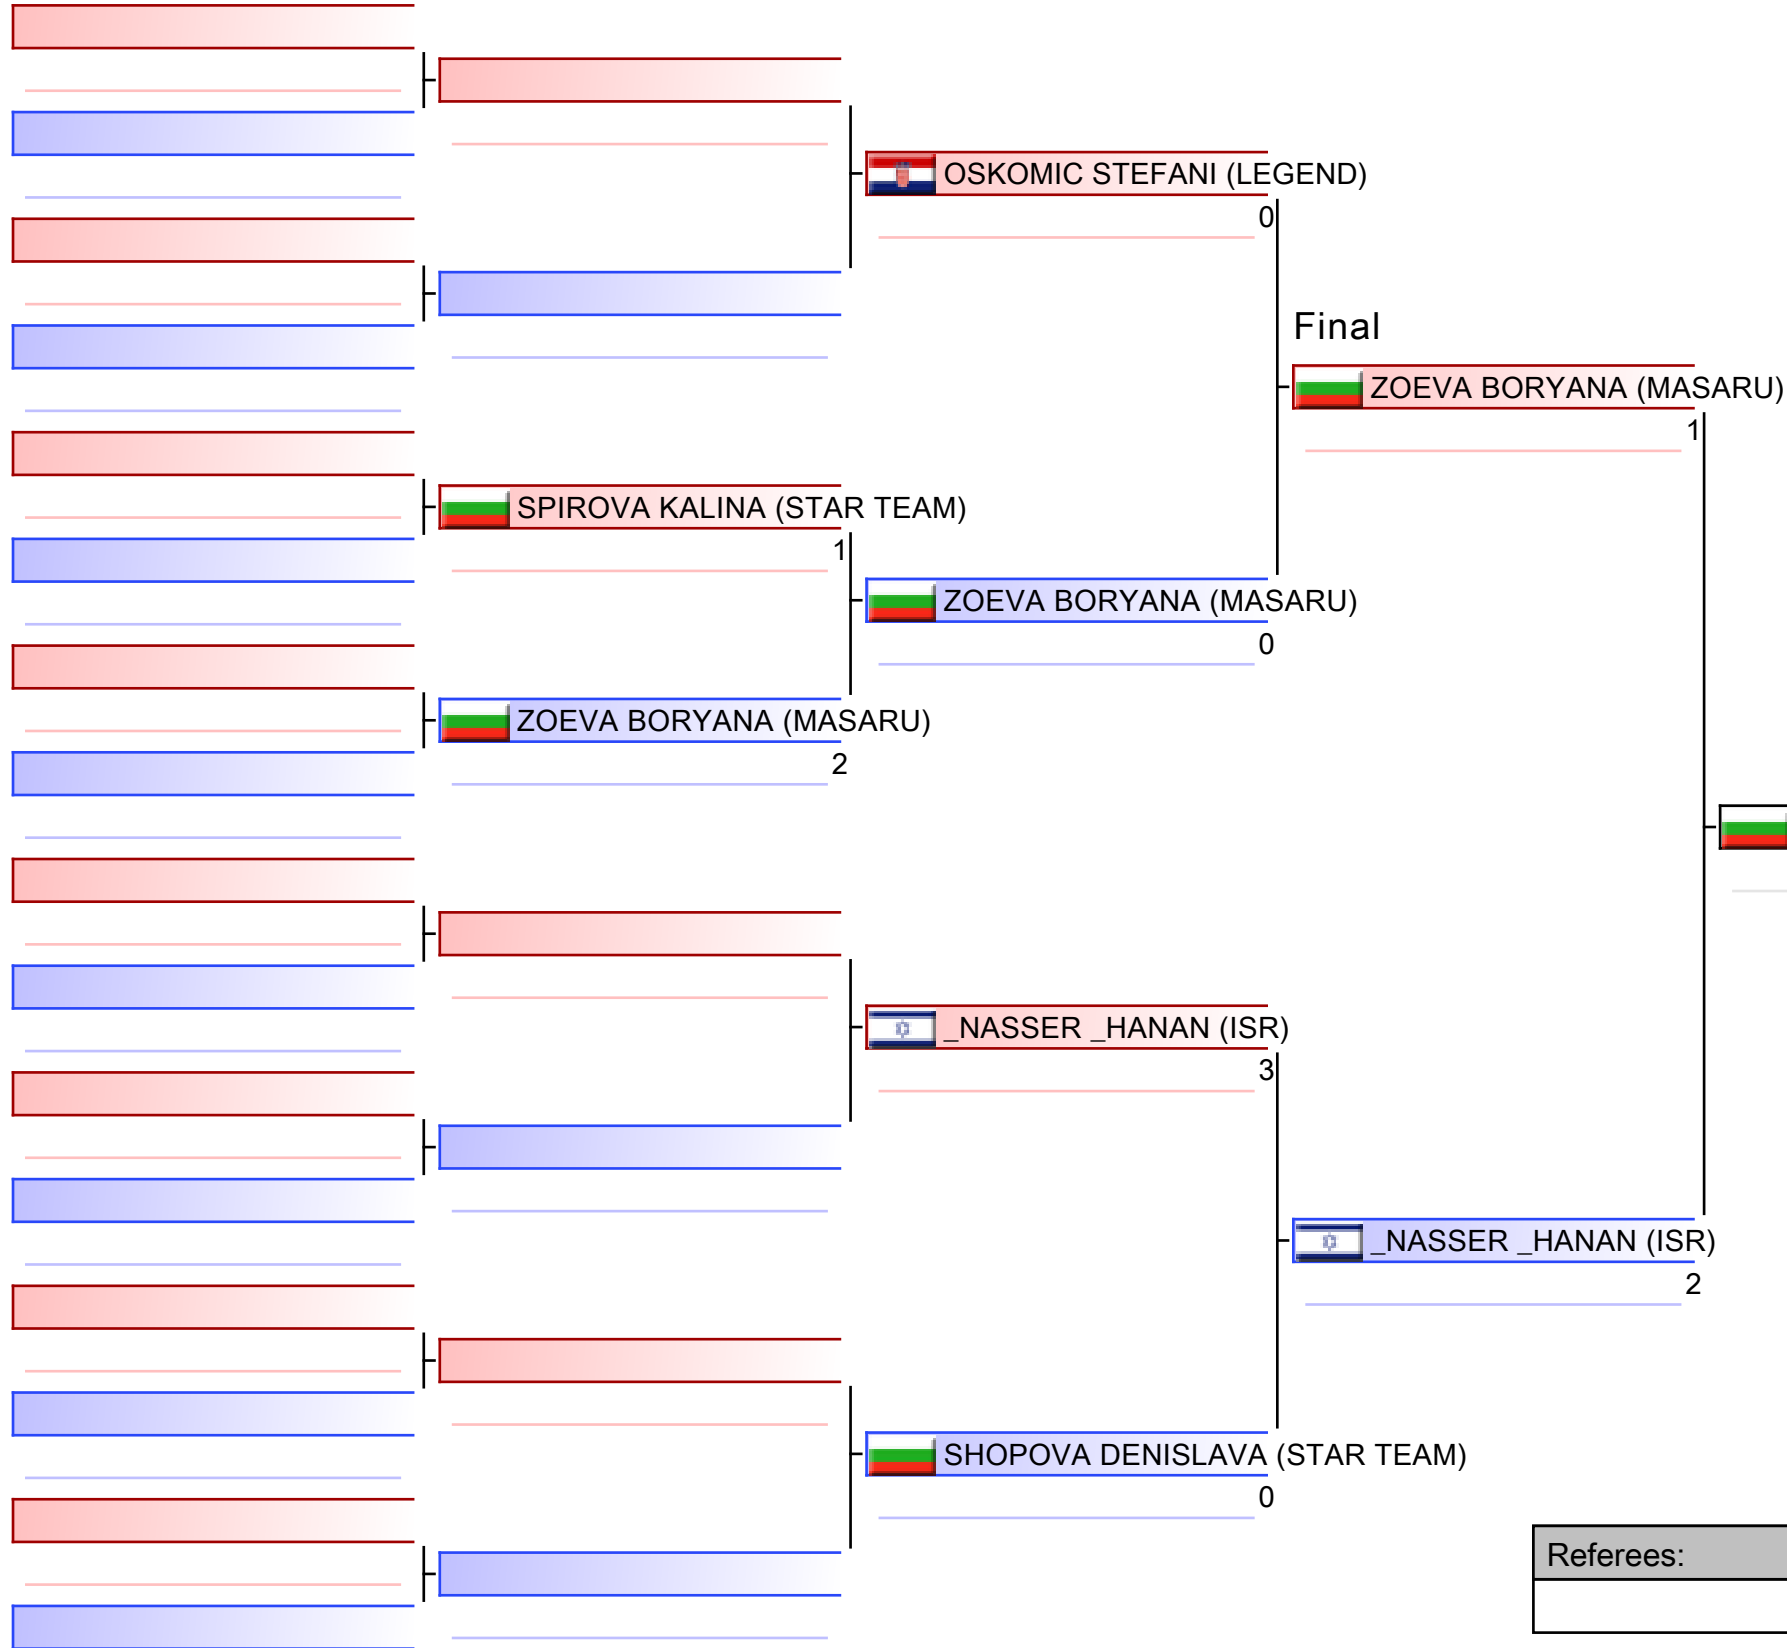 OSKOMIC STEFANI (LEGEND)
0
Final
ZOEVA BORYANA (MASARU)
1
SPIROVA KALINA (STAR TEAM)
1
ZOEVA BORYANA (MASARU)
0
ZOEVA BORYANA (MASARU)
2
_NASSER _HANAN (ISR)
3
_NASSER _HANAN (ISR)
2
SHOPOVA DENISLAVA (STAR TEAM)
0
Referees: